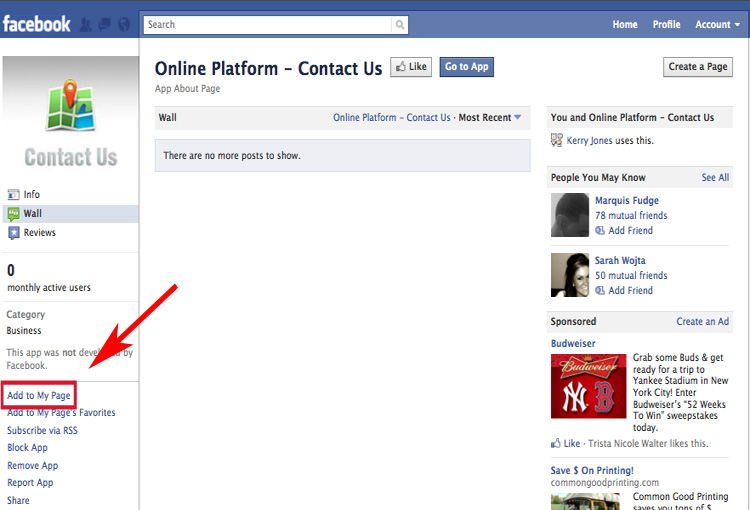 facebook
Search
Home
Profile
Account
Contact Us
Info
Wall
Reviews
0
monthly active users
Category
Business
This app was not developed by
Facebook.
Add to My Page
Add to My Page's Favorites
Subscribe via RSS
Block App
Remove App
Report App
Share
Online Platform – Contact Us
Like
Go to App
Create a Page
App About Page
Wall
Online Platform – Contact Us · Most Recent
There are no more posts to show.
You and Online Platform – Contact Us
Kerry Jones uses this.
People You May Know
See All
Marquis Fudge
78 mutual friends
Add Friend
Sarah Wojta
50 mutual friends
Add Friend
Sponsored
Create an Ad
Budweiser
Budweiser
Grab some Buds & get
ready for a trip to
Yankee Stadium in New
York City! Enter
Budweiser's "52 Weeks
To Win" sweepstakes
today.
Like · Trista Nicole Walter likes this.
Save $ On Printing!
commongoodprinting.com
Common Good Printing
saves you tons of $